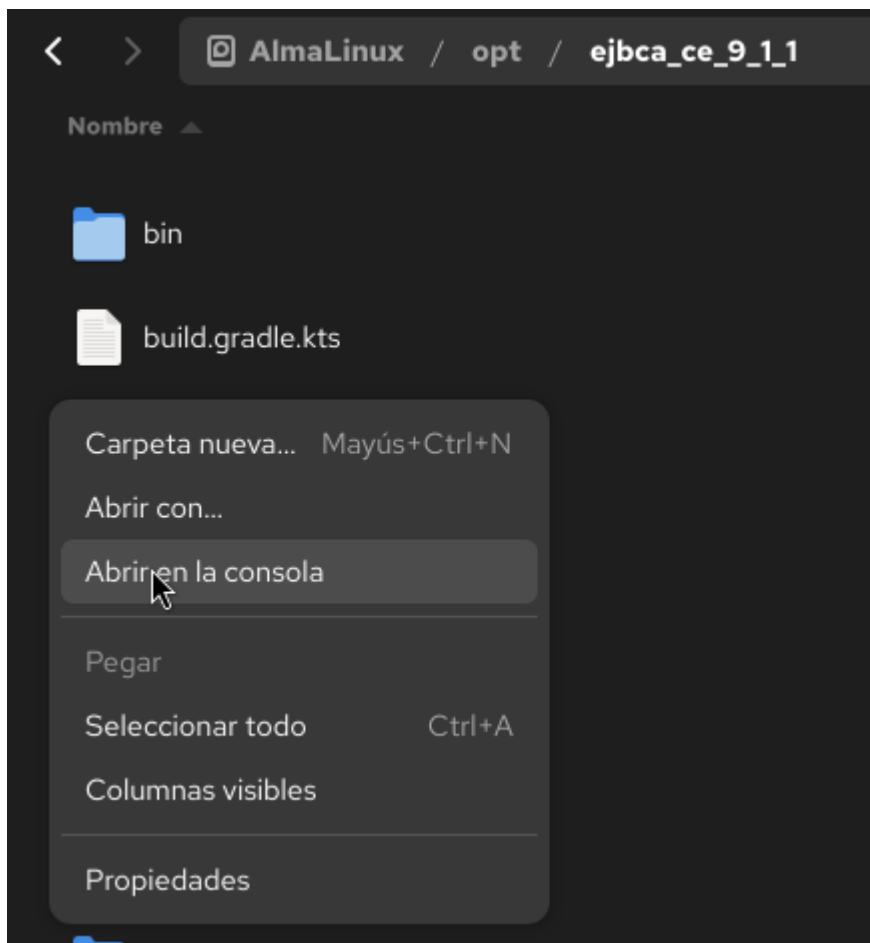 AlmaLinux / opt / ejbca_ce_9_1_1
Nombre
bin
build.gradle.kts
Carpeta nueva... Mayús+Ctrl+N
Abrir con...
Abrir en la consola
Pegar
Seleccionar todo Ctrl+A
Columnas visibles
Propiedades